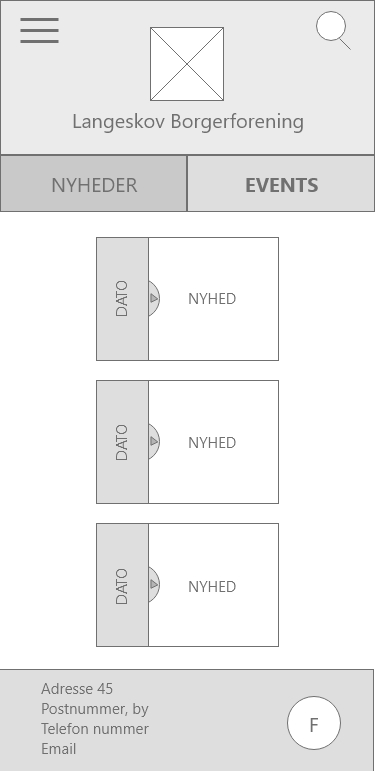 Langeskov Borgerforening
NYHEDER
EVENTS
DATO
NYHED
DATO
NYHED
DATO
NYHED
Adresse 45
Postnummer, by
Telefon nummer
Email
F